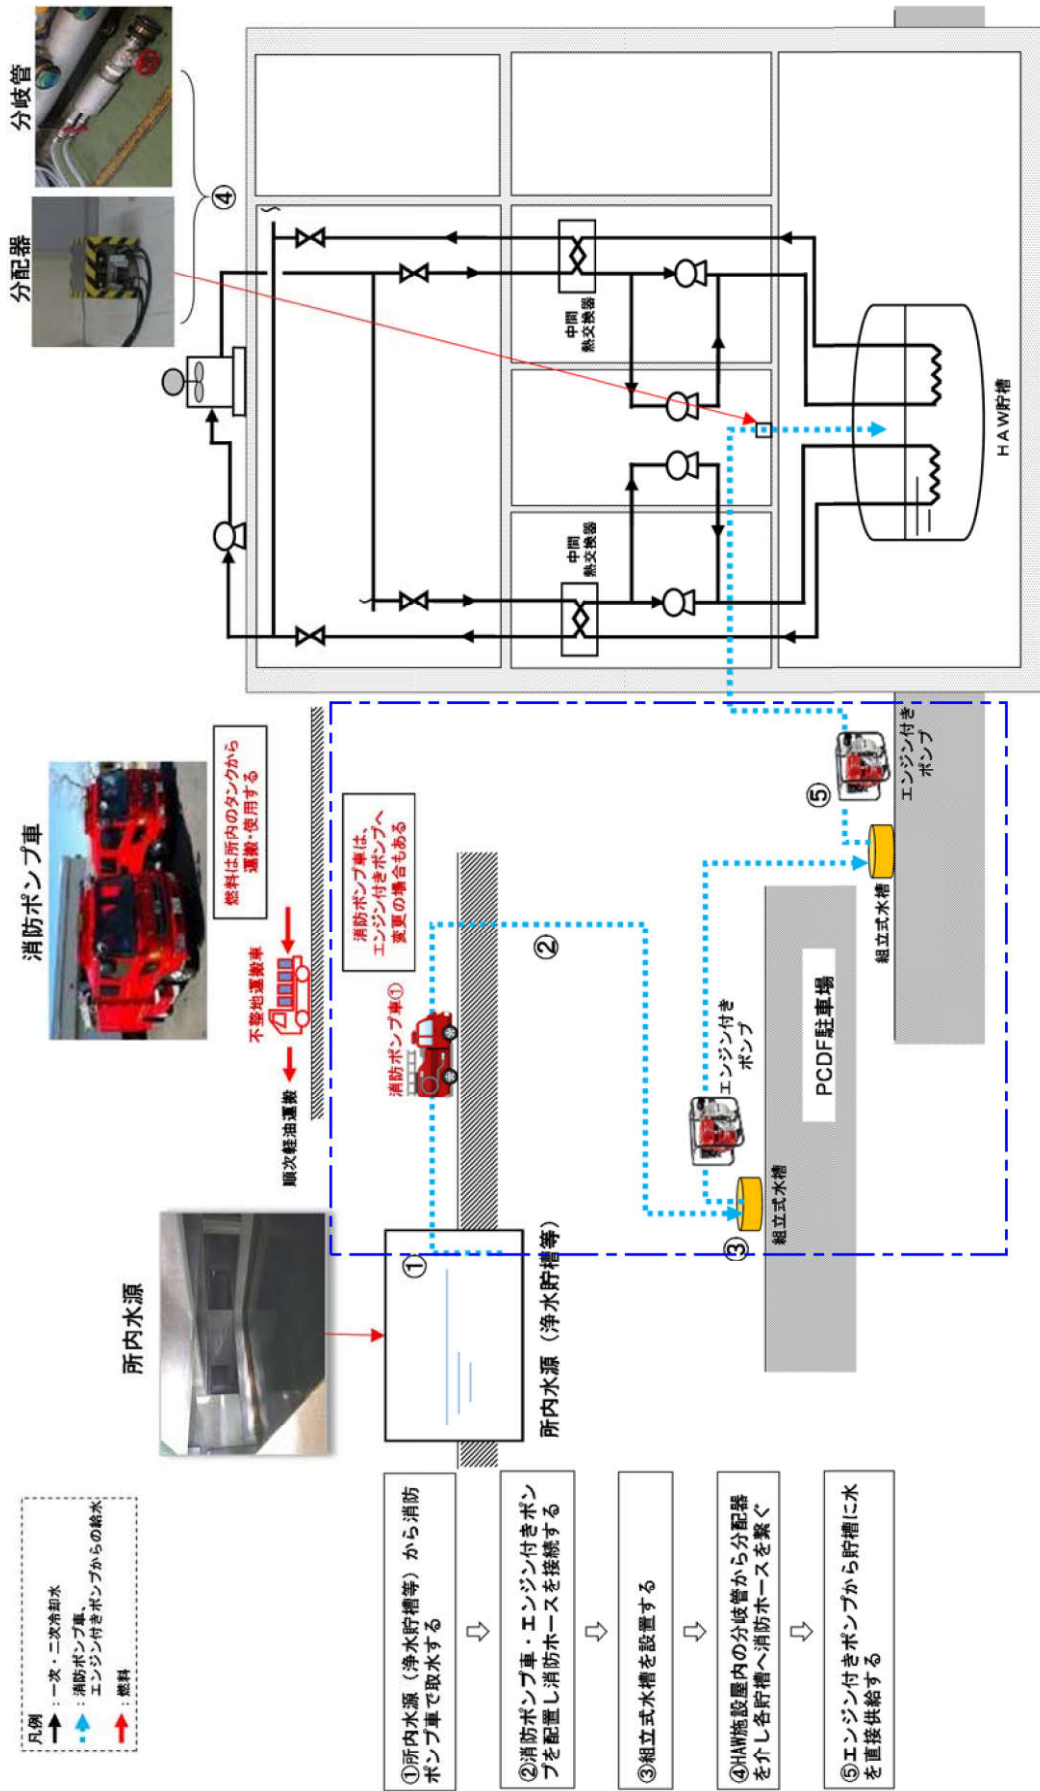 凡例
：一次・二次冷却水
：消防ポンプ車、
エンジン付きポンプからの給水
：燃料
①所内水源（浄水貯槽等）から消防
ポンプ車で取水する
②消防ポンプ車・エンジン付きポン
プを配置し消防ホースを接続する
③組立式水槽を設置する
④HAW施設屋内の分岐管から分配器
を介し各貯槽へ消防ホースを繋ぐ
⑤エンジン付きポンプから貯槽に水
を直接供給する
所内水源
①
所内水源（浄水貯槽等）
消防ポンプ車
順次軽油運搬
不整地運搬車
燃料は所内のタンクから
運搬・使用する
消防ポンプ車①
消防ポンプ車は、
エンジン付きポンプへ
変更の場合もある
②
③
組立式水槽
エンジン付き
ポンプ
PCDF駐車場
⑤
組立式水槽
エンジン付き
ポンプ
分配器
分岐管
④
中間
熱交換器
中間
熱交換器
HAW貯槽